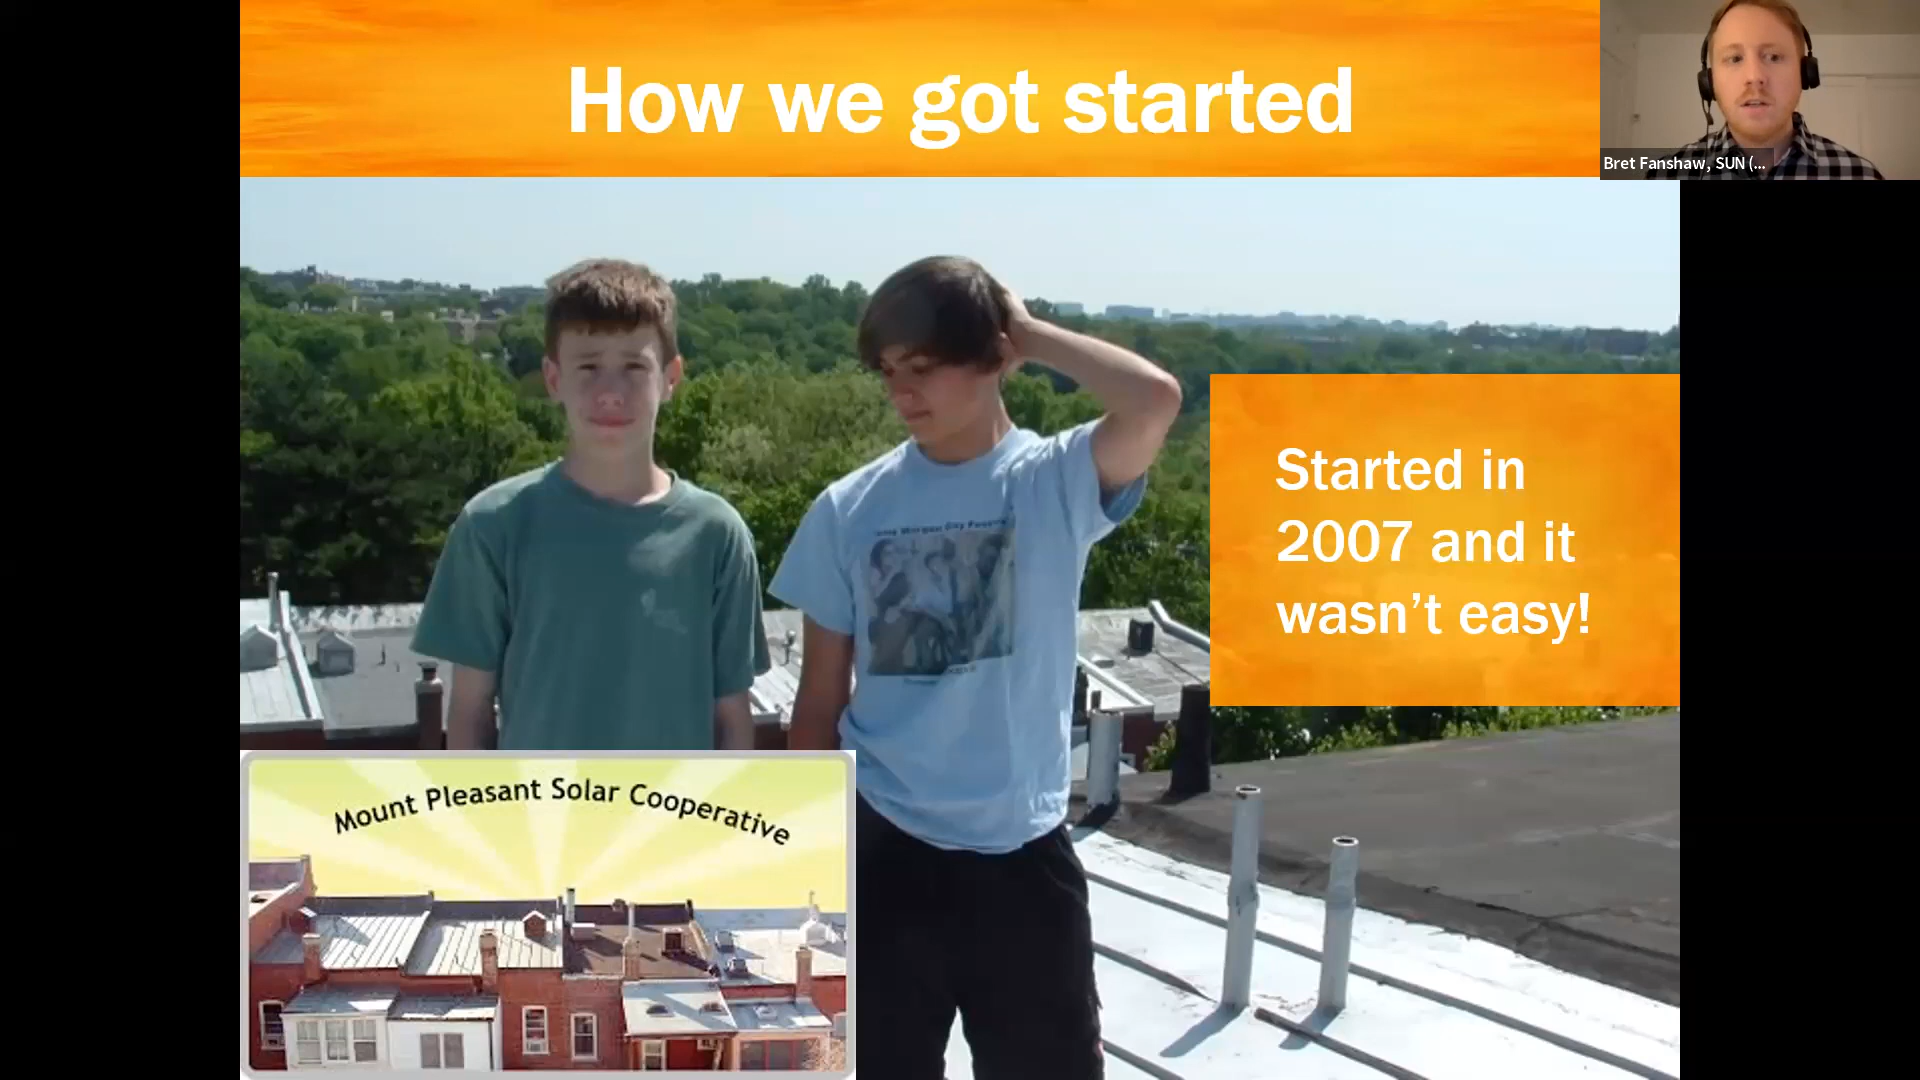 How we got started
Bret Fanshaw, SUN (...
Started in
2007 and it
wasn't easy!
Mount Pleasant Solar Cooperative